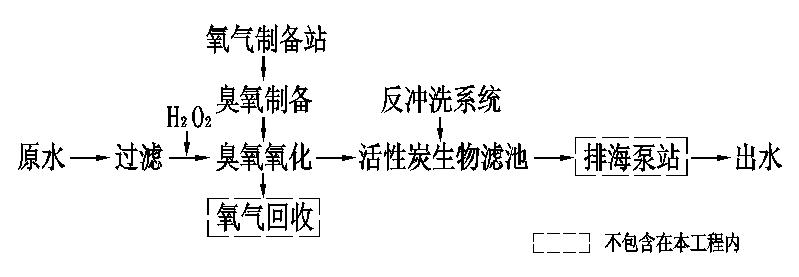 氧气制备站
臭氧制备
反冲洗系统
H2O2
原水
过滤
臭氧氧化
活性炭生物滤池
排海泵站
出水
氧气回收
不包含在本工程内